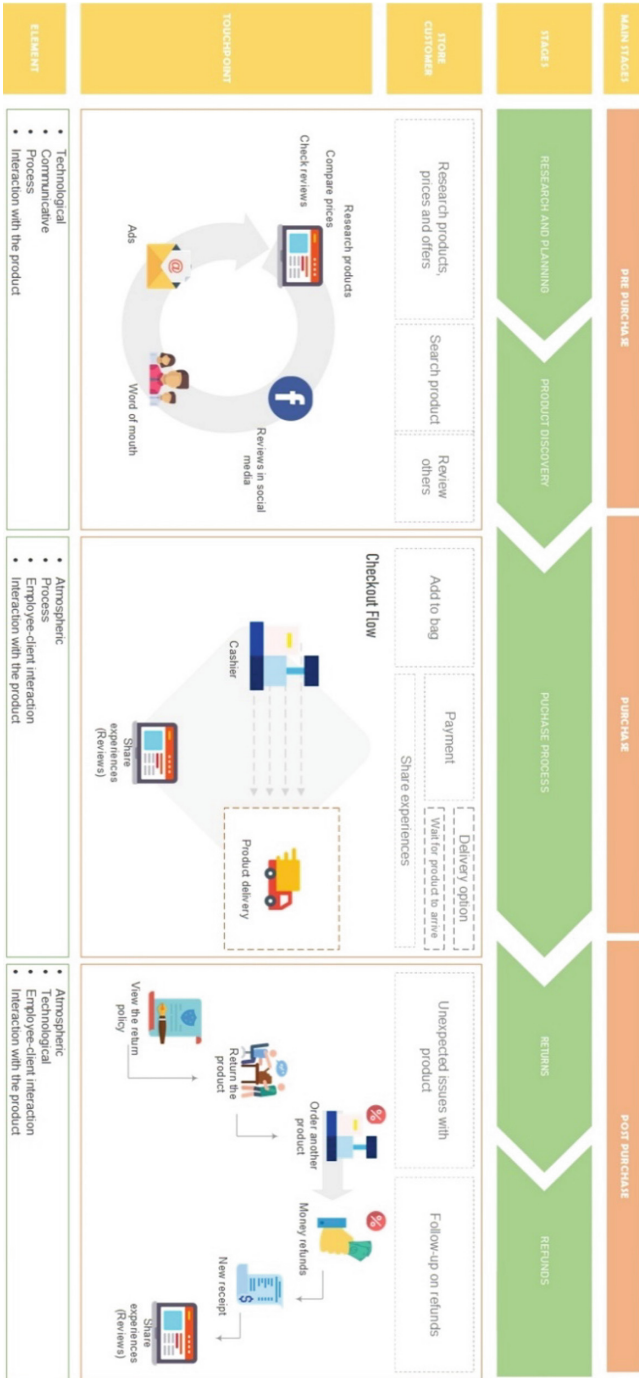 MAIN STAGES
PRE PURCHASE
PURCHASE
POST PURCHASE
STAGES
RESEARCH AND PLANNING
PRODUCT DISCOVERY
PUCHASE PROCESS
RETURNS
REFUNDS
STORE
CUSTOMER
Research products,
prices and offers
Search product
Review
others
Add to bag
Payment
Delivery option
Wait for product to arrive
Share experiences
Unexpected issues with
product
Follow-up on refunds
TOUCHPOINT
Research products
Compare prices
Check reviews
Reviews in social
media
Word of mouth
Ads
@
f
Checkout Flow
Cashier
Product delivery
Share
experiences
(Reviews)
View the return
policy
Return the
product
Order another
product
%
Money refunds
%
New receipt
$
Share
experiences
(Reviews)
ELEMENT
• Technological
• Communicative
• Process
• Interaction with the product
• Atmospheric
• Process
• Employee-client interaction
• Interaction with the product
• Atmospheric
• Technological
• Employee-client interaction
• Interaction with the product